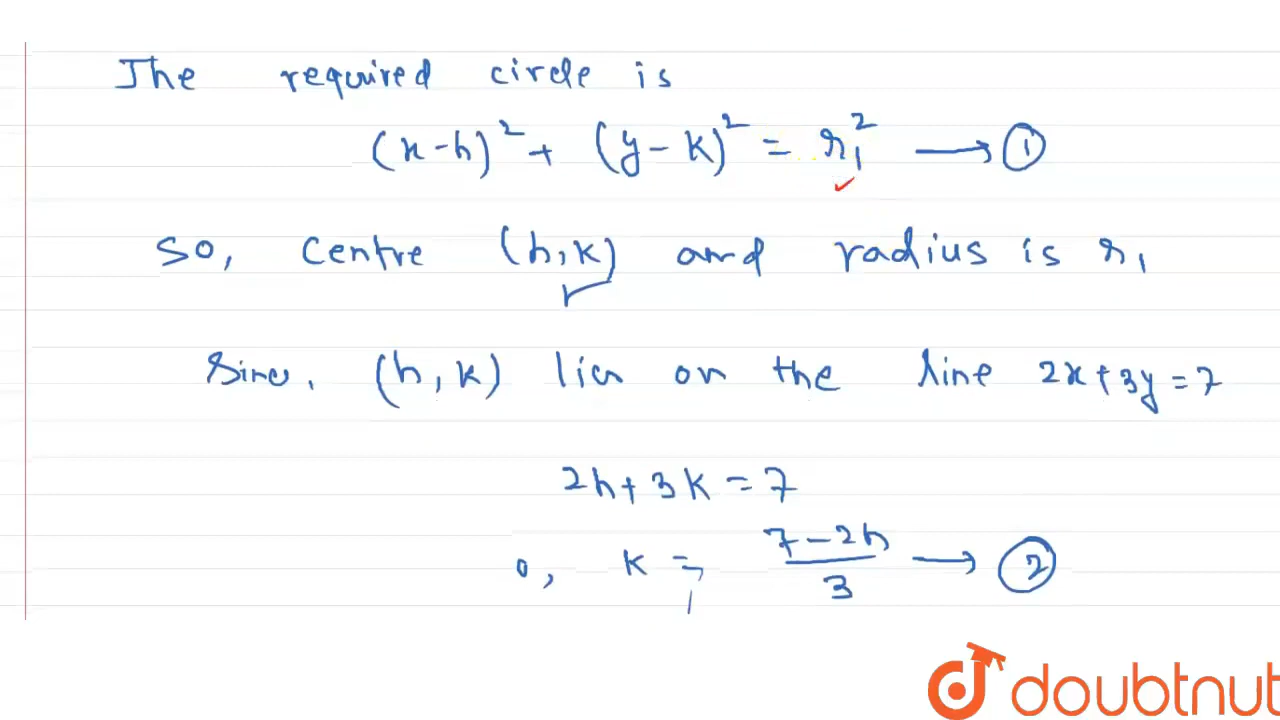 The required circle is
(x-h)² + (y-k)² = r₁² → ①
So, centre (h,k) and radius is r₁
Since, (h,k) lies on the line 2x+3y=7
2h+3k=7
k = (7-2h)/3 → ②
doubtnut